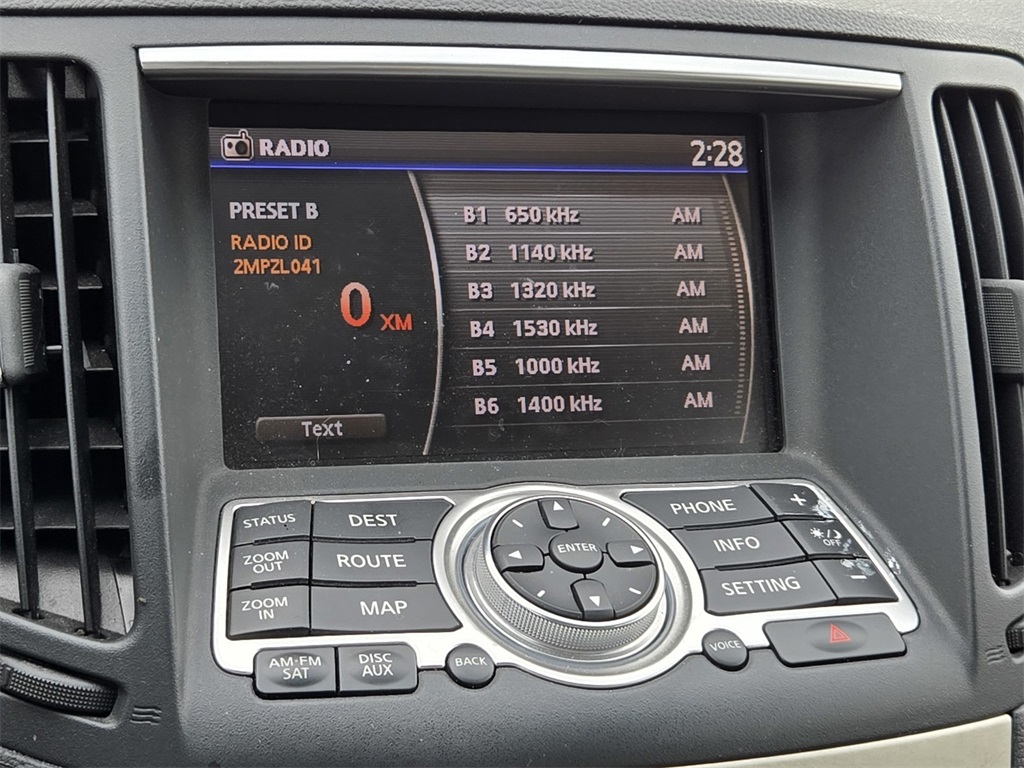 RADIO 2:28
PRESET B
RADIO ID
2MPZL041
0 XM
B1 650 kHz AM
B2 1140 kHz AM
B3 1320 kHz AM
B4 1530 kHz AM
B5 1000 kHz AM
B6 1400 kHz AM
Text
STATUS
DEST
ZOOM
OUT
ROUTE
ZOOM
IN
MAP
AM·FM
SAT
DISC
AUX
BACK
ENTER
PHONE
+
INFO
OFF
SETTING
−
VOICE